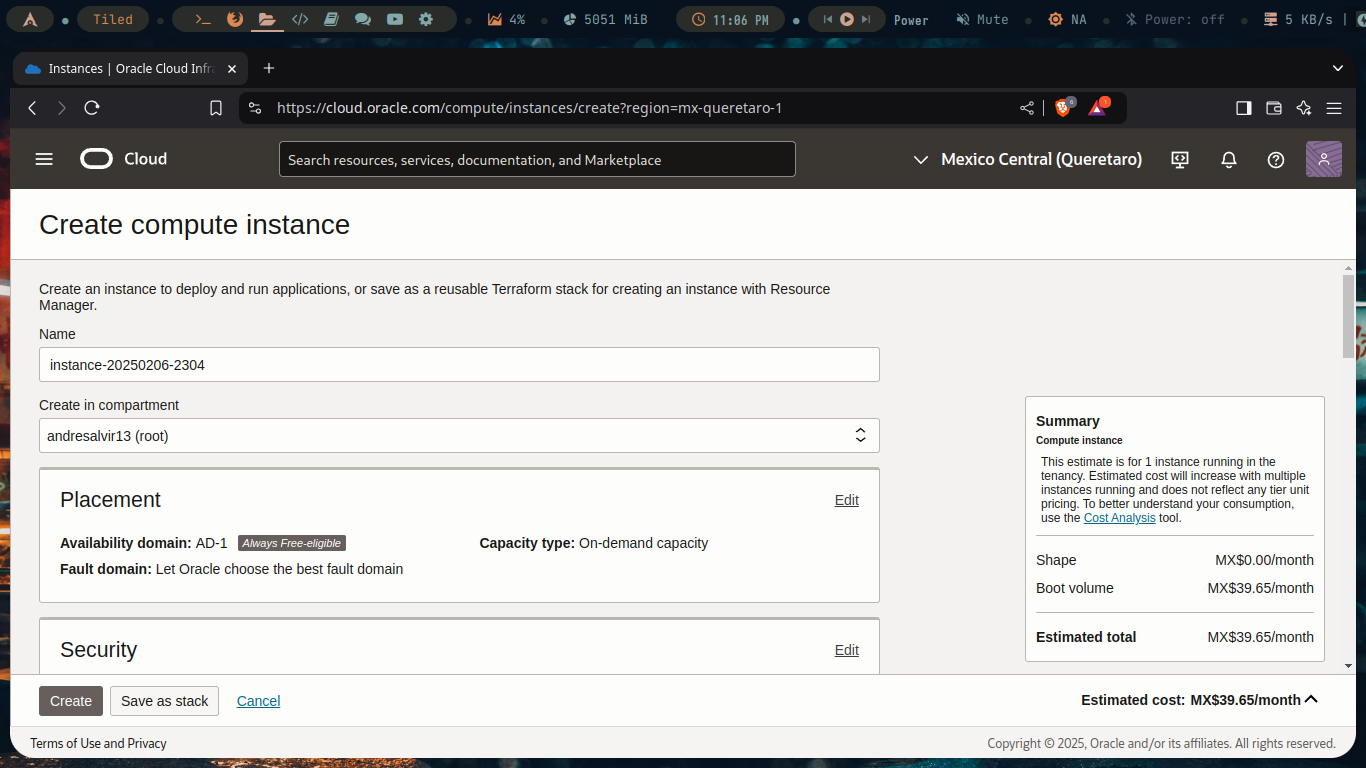 Tiled
4%
5051 MiB
11:06 PM
Power
Mute
NA
Power: off
5 KB/s |
Instances | Oracle Cloud Infr
https://cloud.oracle.com/compute/instances/create?region=mx-queretaro-1
6
1
Cloud
Search resources, services, documentation, and Marketplace
Mexico Central (Queretaro)
Create compute instance
Create an instance to deploy and run applications, or save as a reusable Terraform stack for creating an instance with Resource
Manager.
Name
instance-20250206-2304
Create in compartment
andresalvir13 (root)
Placement
Edit
Availability domain: AD-1 Always Free-eligible
Capacity type: On-demand capacity
Fault domain: Let Oracle choose the best fault domain
Security
Edit
Summary
Compute instance
This estimate is for 1 instance running in the
tenancy. Estimated cost will increase with multiple
instances running and does not reflect any tier unit
pricing. To better understand your consumption,
use the Cost Analysis tool.
Shape MX$0.00/month
Boot volume MX$39.65/month
Estimated total MX$39.65/month
Create
Save as stack
Cancel
Estimated cost: MX$39.65/month
Terms of Use and Privacy
Copyright © 2025, Oracle and/or its affiliates. All rights reserved.